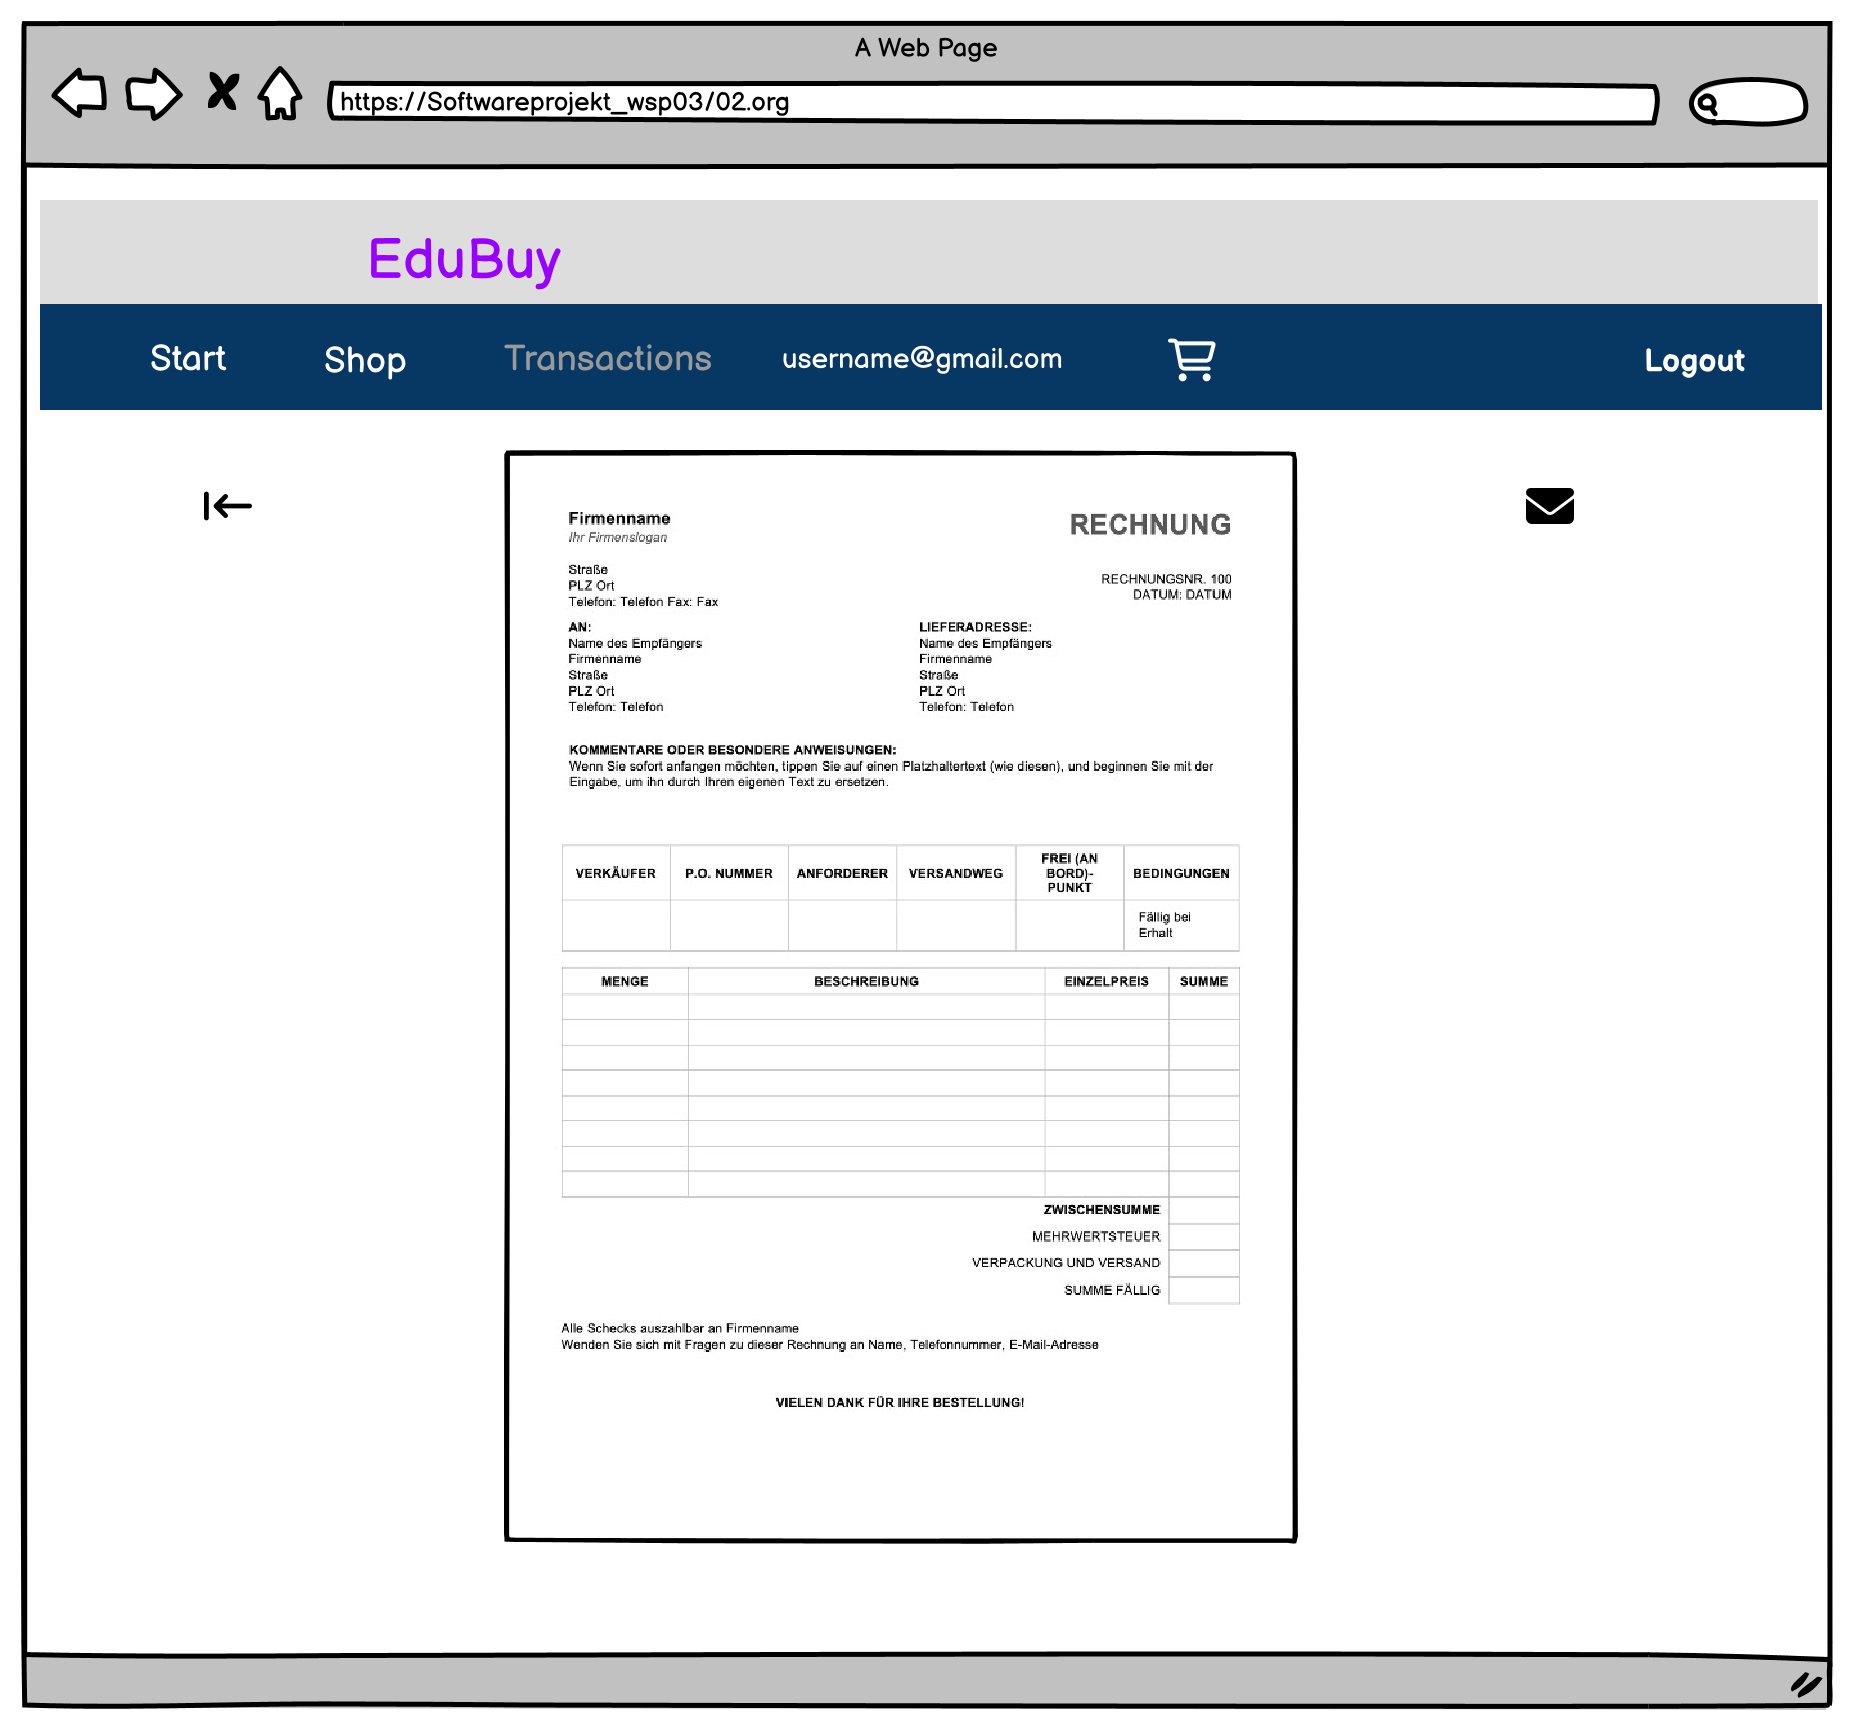 A Web Page
https://Softwareprojekt_wsp03/02.org
EduBuy
Start Shop Transactions username@gmail.com Logout
Firmenname
Ihr Firmenslogan
RECHNUNG
Straße
PLZ Ort
Telefon: Telefon Fax: Fax
RECHNUNGSNR. 100
DATUM: DATUM
AN:
Name des Empfängers
Firmenname
Straße
PLZ Ort
Telefon: Telefon
LIEFERADRESSE:
Name des Empfängers
Firmenname
Straße
PLZ Ort
Telefon: Telefon
KOMMENTARE ODER BESONDERE ANWEISUNGEN:
Wenn Sie sofort anfangen möchten, tippen Sie auf einen Platzhaltertext (wie diesen), und beginnen Sie mit der
Eingabe, um ihn durch Ihren eigenen Text zu ersetzen.
VERKÄUFER P.O. NUMMER ANFORDERER VERSANDWEG
FREI (AN
BORD)-
PUNKT
BEDINGUNGEN
Fällig bei
Erhalt
MENGE BESCHREIBUNG EINZELPREIS SUMME
ZWISCHENSUMME
MEHRWERTSTEUER
VERPACKUNG UND VERSAND
SUMME FÄLLIG
Alle Schecks auszahlbar an Firmenname
Wenden Sie sich mit Fragen zu dieser Rechnung an Name, Telefonnummer, E-Mail-Adresse
VIELEN DANK FÜR IHRE BESTELLUNG!